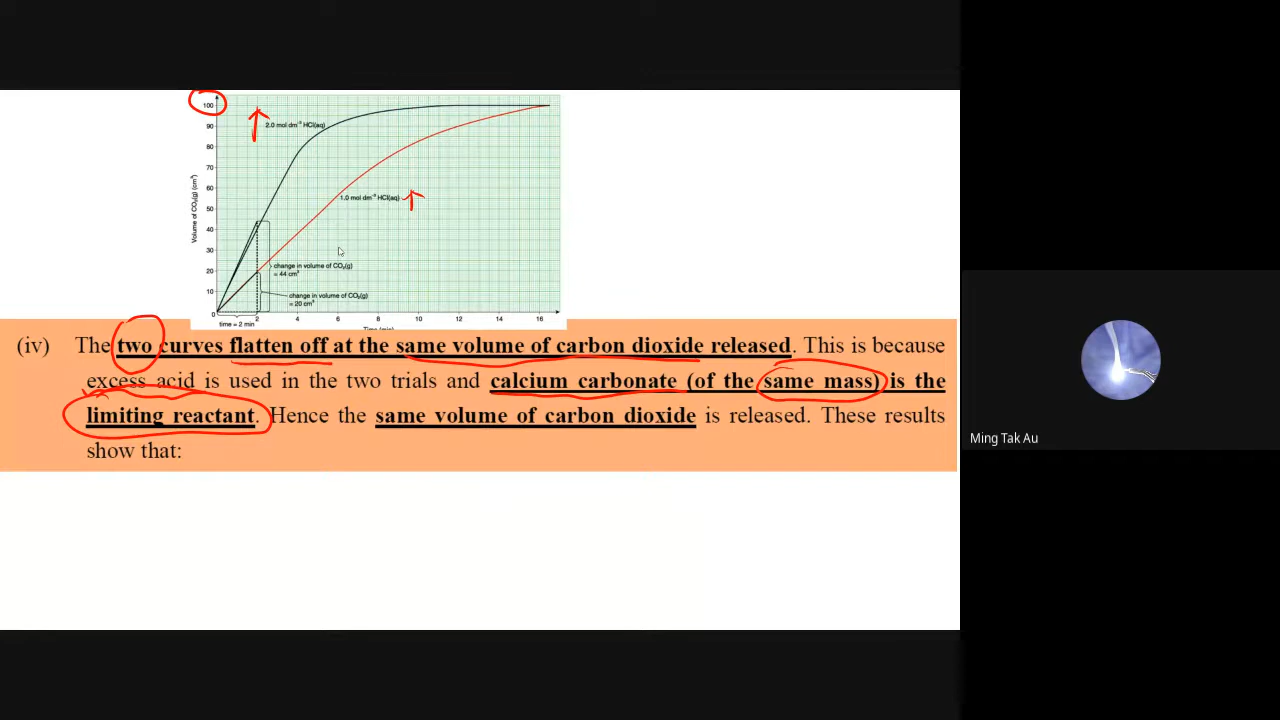 100
2.0 mol dm⁻³ HCl(aq)
90
80
70
60
1.0 mol dm⁻³ HCl(aq)
50
40
30
20
10
0
Volume of CO₂(g) (cm³)
change in volume of CO₂(g)
= 44 cm³
change in volume of CO₂(g)
= 20 cm³
2 4 6 8 10 12 14 16
time = 2 min
Time (min)
(iv) The two curves flatten off at the same volume of carbon dioxide released. This is because
excess acid is used in the two trials and calcium carbonate (of the same mass) is the
limiting reactant. Hence the same volume of carbon dioxide is released. These results
show that:
Ming Tak Au